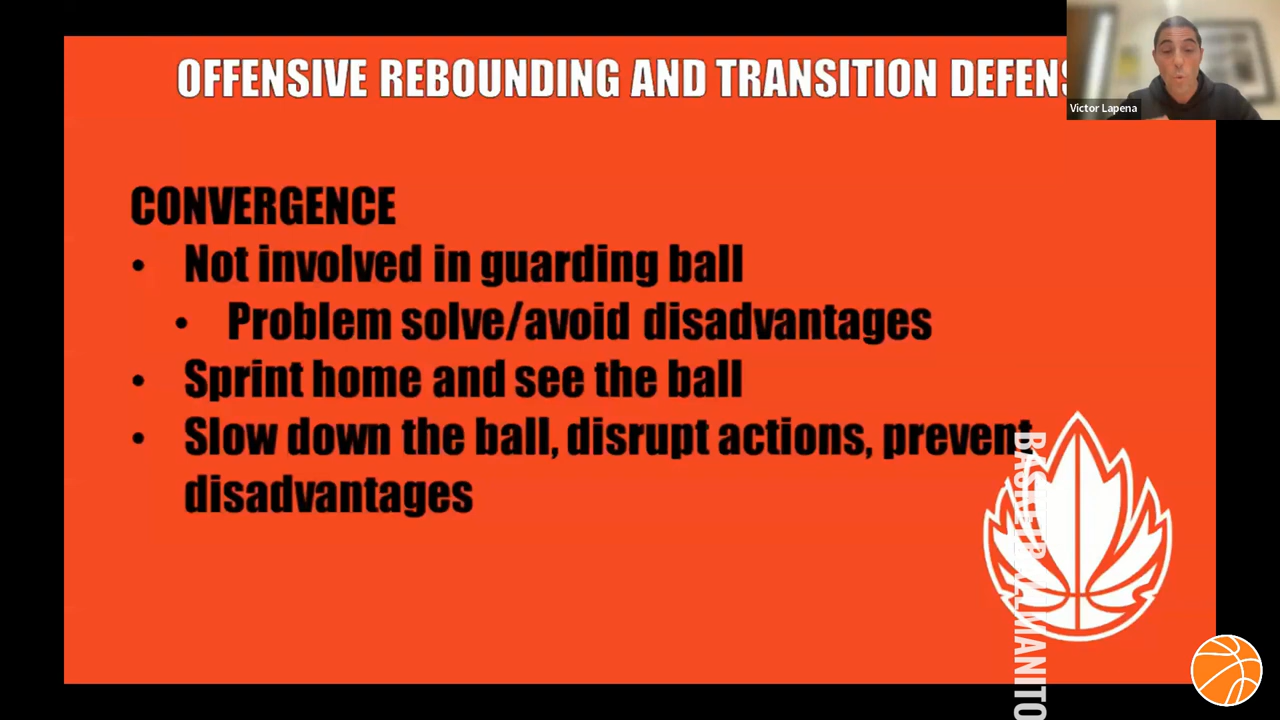 OFFENSIVE REBOUNDING AND TRANSITION DEFENS
Victor Lapena
CONVERGENCE
• Not involved in guarding ball
• Problem solve/avoid disadvantages
• Sprint home and see the ball
• Slow down the ball, disrupt actions, prevent
disadvantages